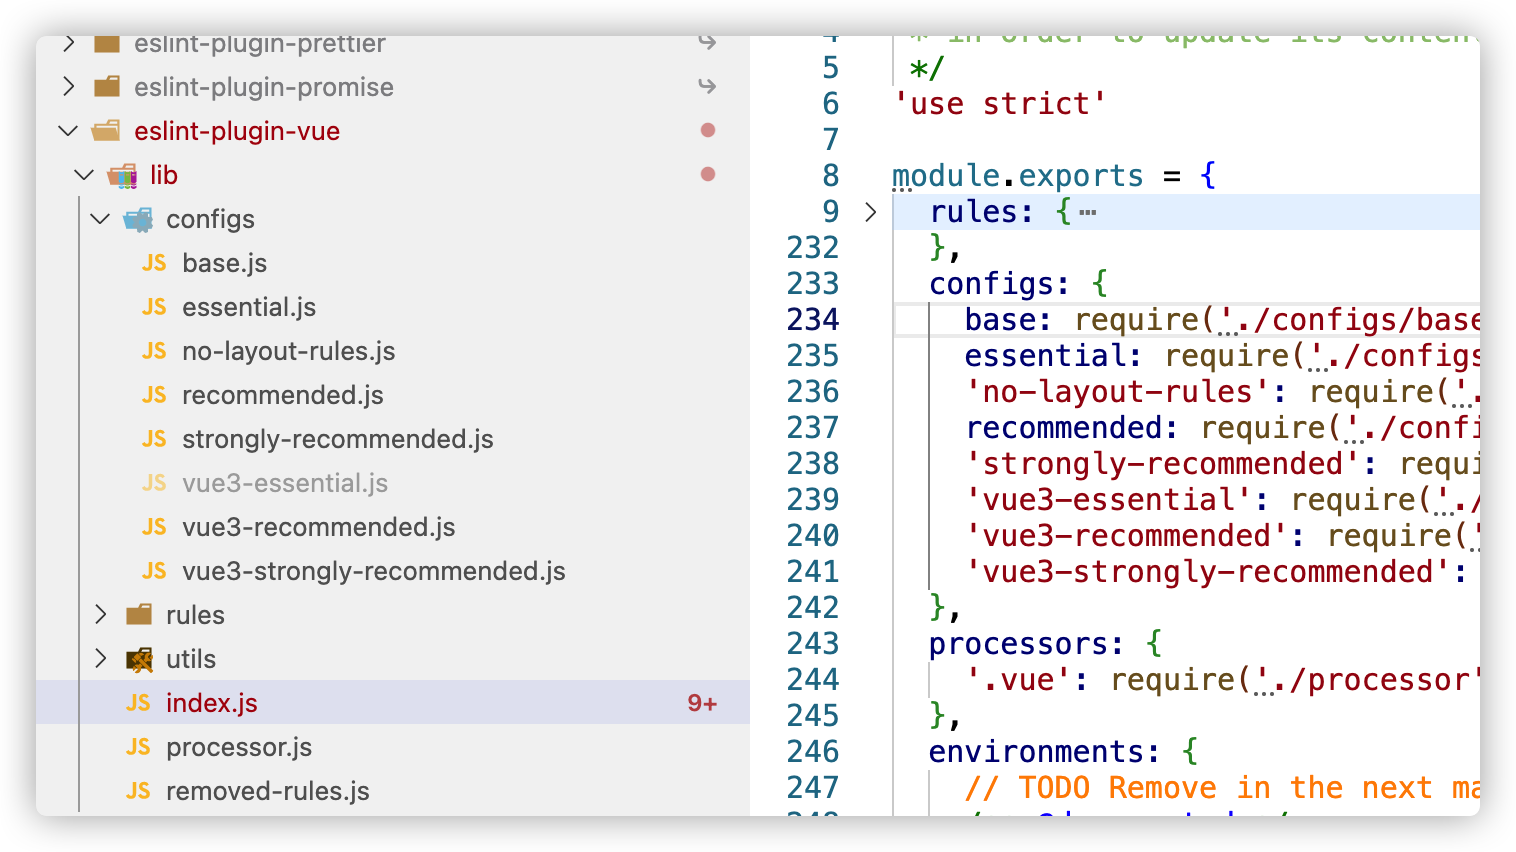 eslint-plugin-prettier
eslint-plugin-promise
eslint-plugin-vue
lib
configs
JS base.js
JS essential.js
JS no-layout-rules.js
JS recommended.js
JS strongly-recommended.js
JS vue3-essential.js
JS vue3-recommended.js
JS vue3-strongly-recommended.js
rules
utils
JS index.js 9+
JS processor.js
JS removed-rules.js
4 * in order to update its content
5 */
6 'use strict'
7
8 module.exports = {
9 rules: {⋯
232 },
233 configs: {
234 base: require('./configs/base
235 essential: require('./configs
236 'no-layout-rules': require('.
237 recommended: require('./confi
238 'strongly-recommended': requi
239 'vue3-essential': require('./
240 'vue3-recommended': require('
241 'vue3-strongly-recommended':
242 },
243 processors: {
244 '.vue': require('./processor'
245 },
246 environments: {
247 // TODO Remove in the next ma
248